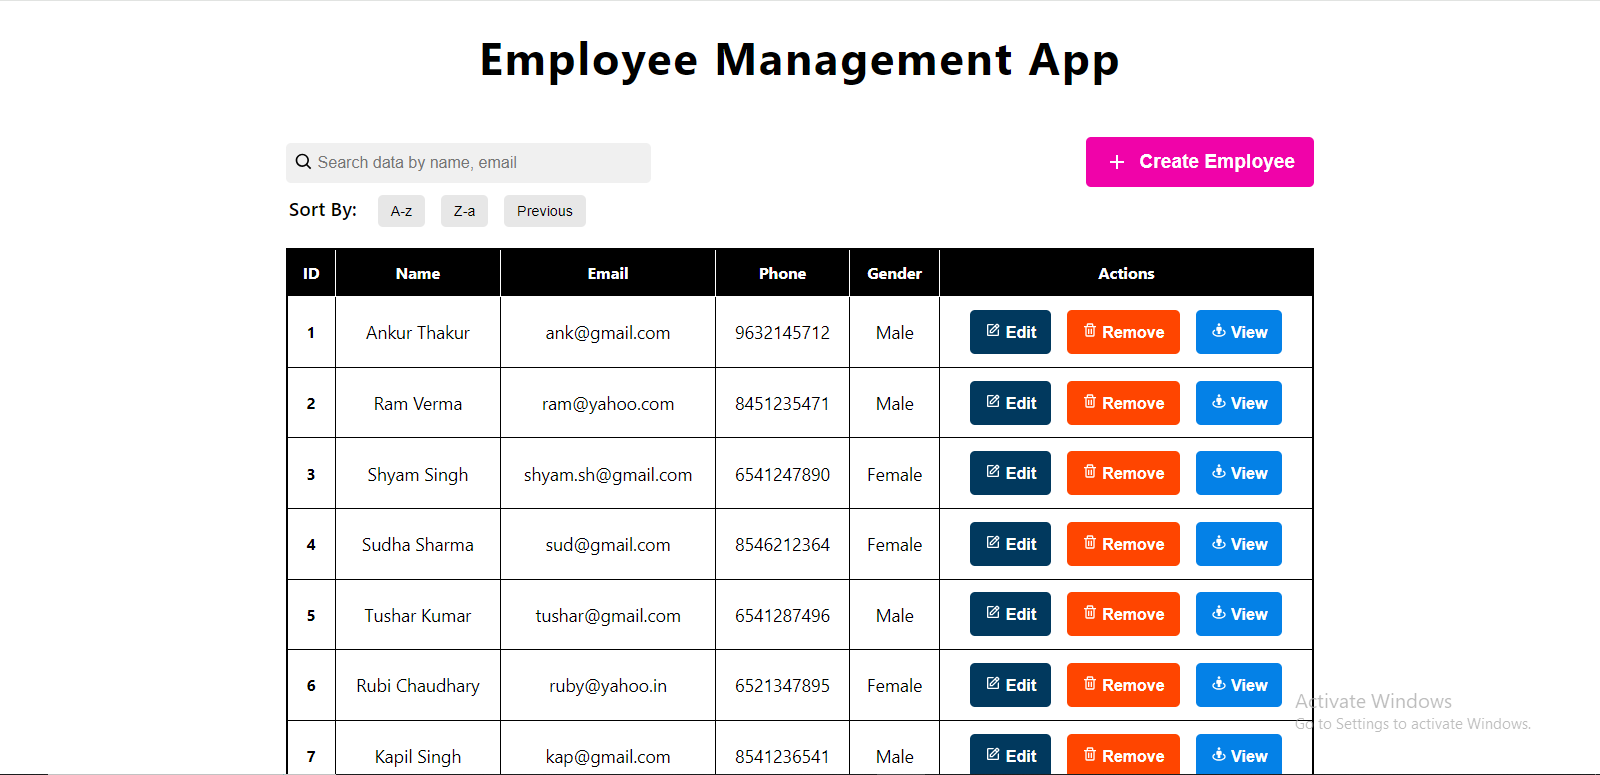 Employee Management App
Search data by name, email
+ Create Employee
Sort By: A-z Z-a Previous
ID Name Email Phone Gender Actions
1 Ankur Thakur ank@gmail.com 9632145712 Male Edit Remove View
2 Ram Verma ram@yahoo.com 8451235471 Male Edit Remove View
3 Shyam Singh shyam.sh@gmail.com 6541247890 Female Edit Remove View
4 Sudha Sharma sud@gmail.com 8546212364 Female Edit Remove View
5 Tushar Kumar tushar@gmail.com 6541287496 Male Edit Remove View
6 Rubi Chaudhary ruby@yahoo.in 6521347895 Female Edit Remove View
Activate Windows
Go to Settings to activate Windows.
7 Kapil Singh kap@gmail.com 8541236541 Male Edit Remove View